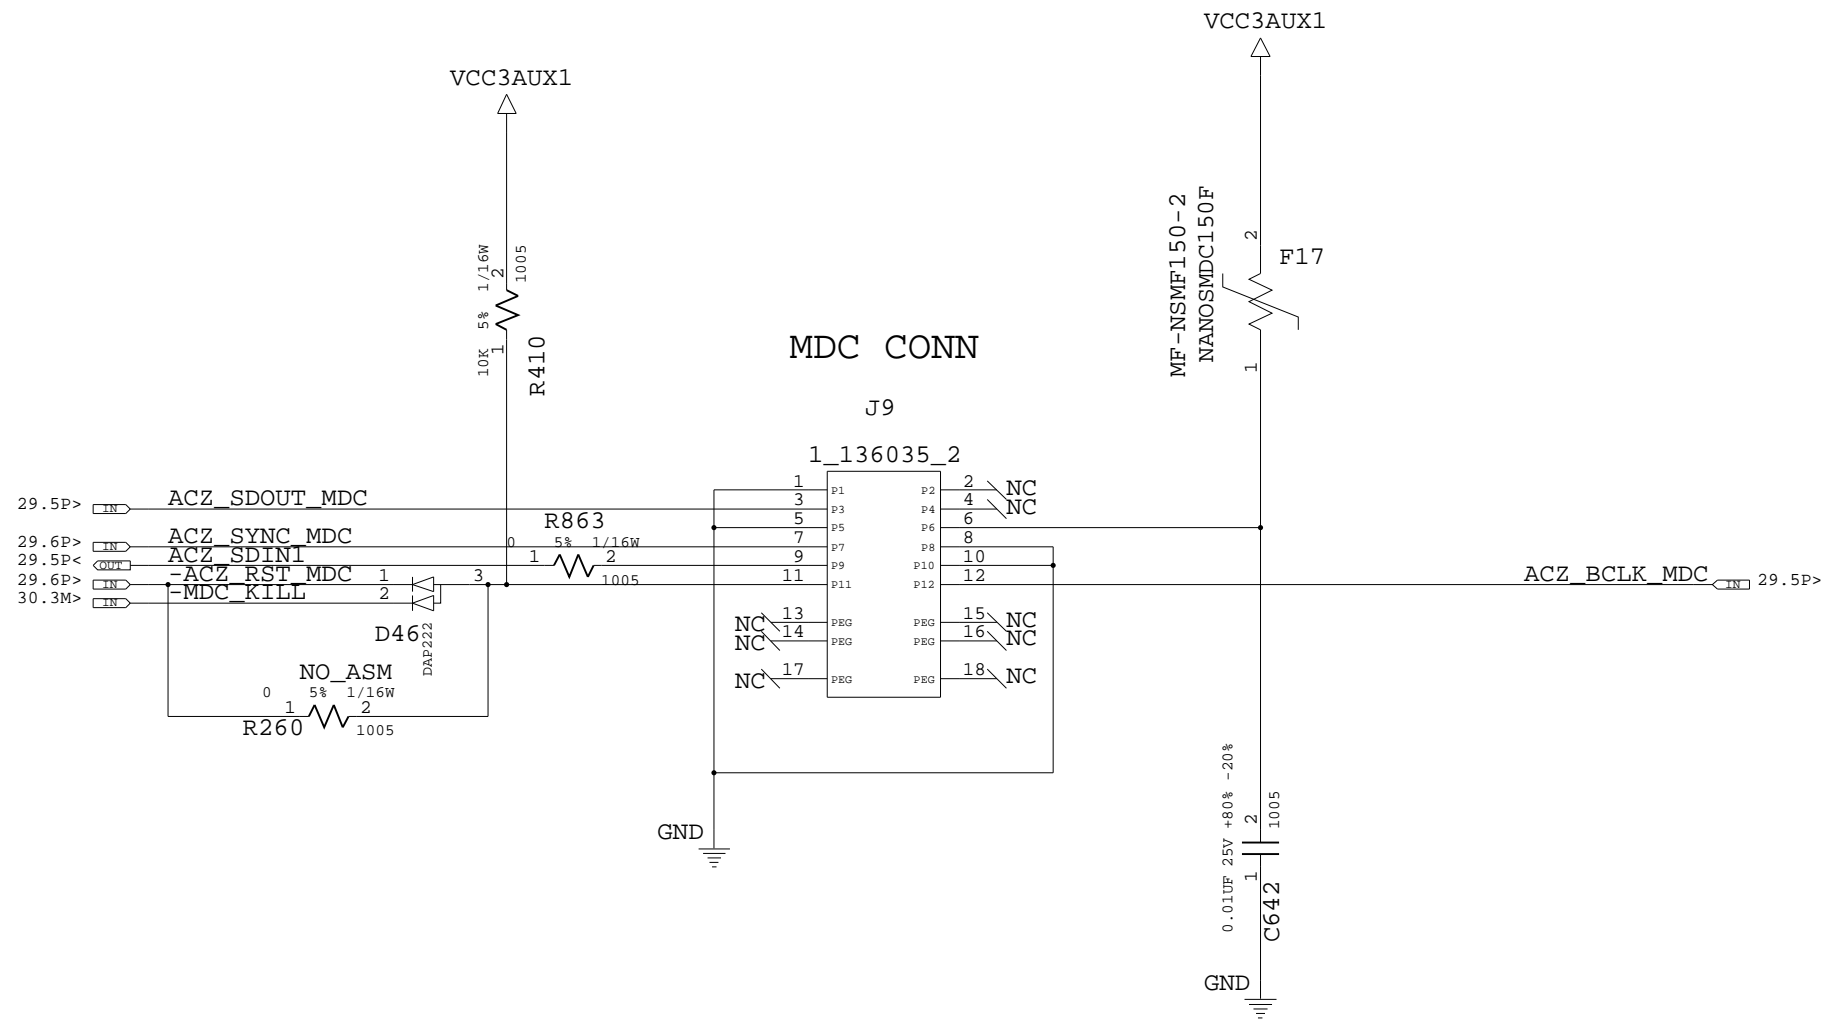 VCC3AUX1
VCC3AUX1
10K 5% 1/16W
1 2
1005
R410
MF-NSMF150-2
NANOSMDC150F
2
F17
1
MDC CONN
J9
1_136035_2
29.5P> IN ACZ_SDOUT_MDC
29.6P> IN ACZ_SYNC_MDC
29.5P< OUT ACZ_SDIN1
29.6P> IN -ACZ_RST_MDC 1 3
30.3M> IN -MDC_KILL 2
D46
DAP222
R863
0 5% 1/16W
1 2
1005
NO_ASM
0 5% 1/16W
1 2
R260 1005
1 P1 P2 2 NC
3 P3 P4 4 NC
5 P5 P6 6
7 P7 P8 8
9 P9 P10 10
11 P11 P12 12
NC 13 PEG PEG 15 NC
NC 14 PEG PEG 16 NC
NC 17 PEG PEG 18 NC
ACZ_BCLK_MDC IN 29.5P>
GND
0.01UF 25V +80% -20%
1 2
1005
C642
GND